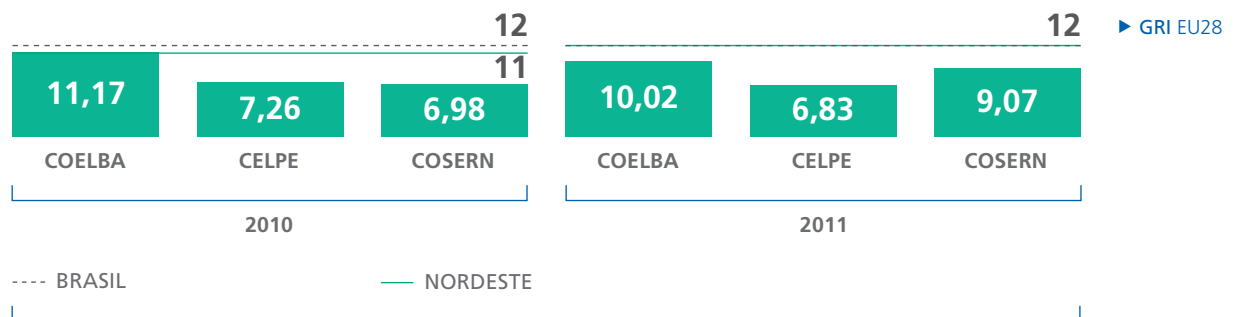 12
12
▶ GRI EU28
11
11,17
7,26
6,98
10,02
6,83
9,07
COELBA
CELPE
COSERN
COELBA
CELPE
COSERN
2010
2011
---- BRASIL
— NORDESTE